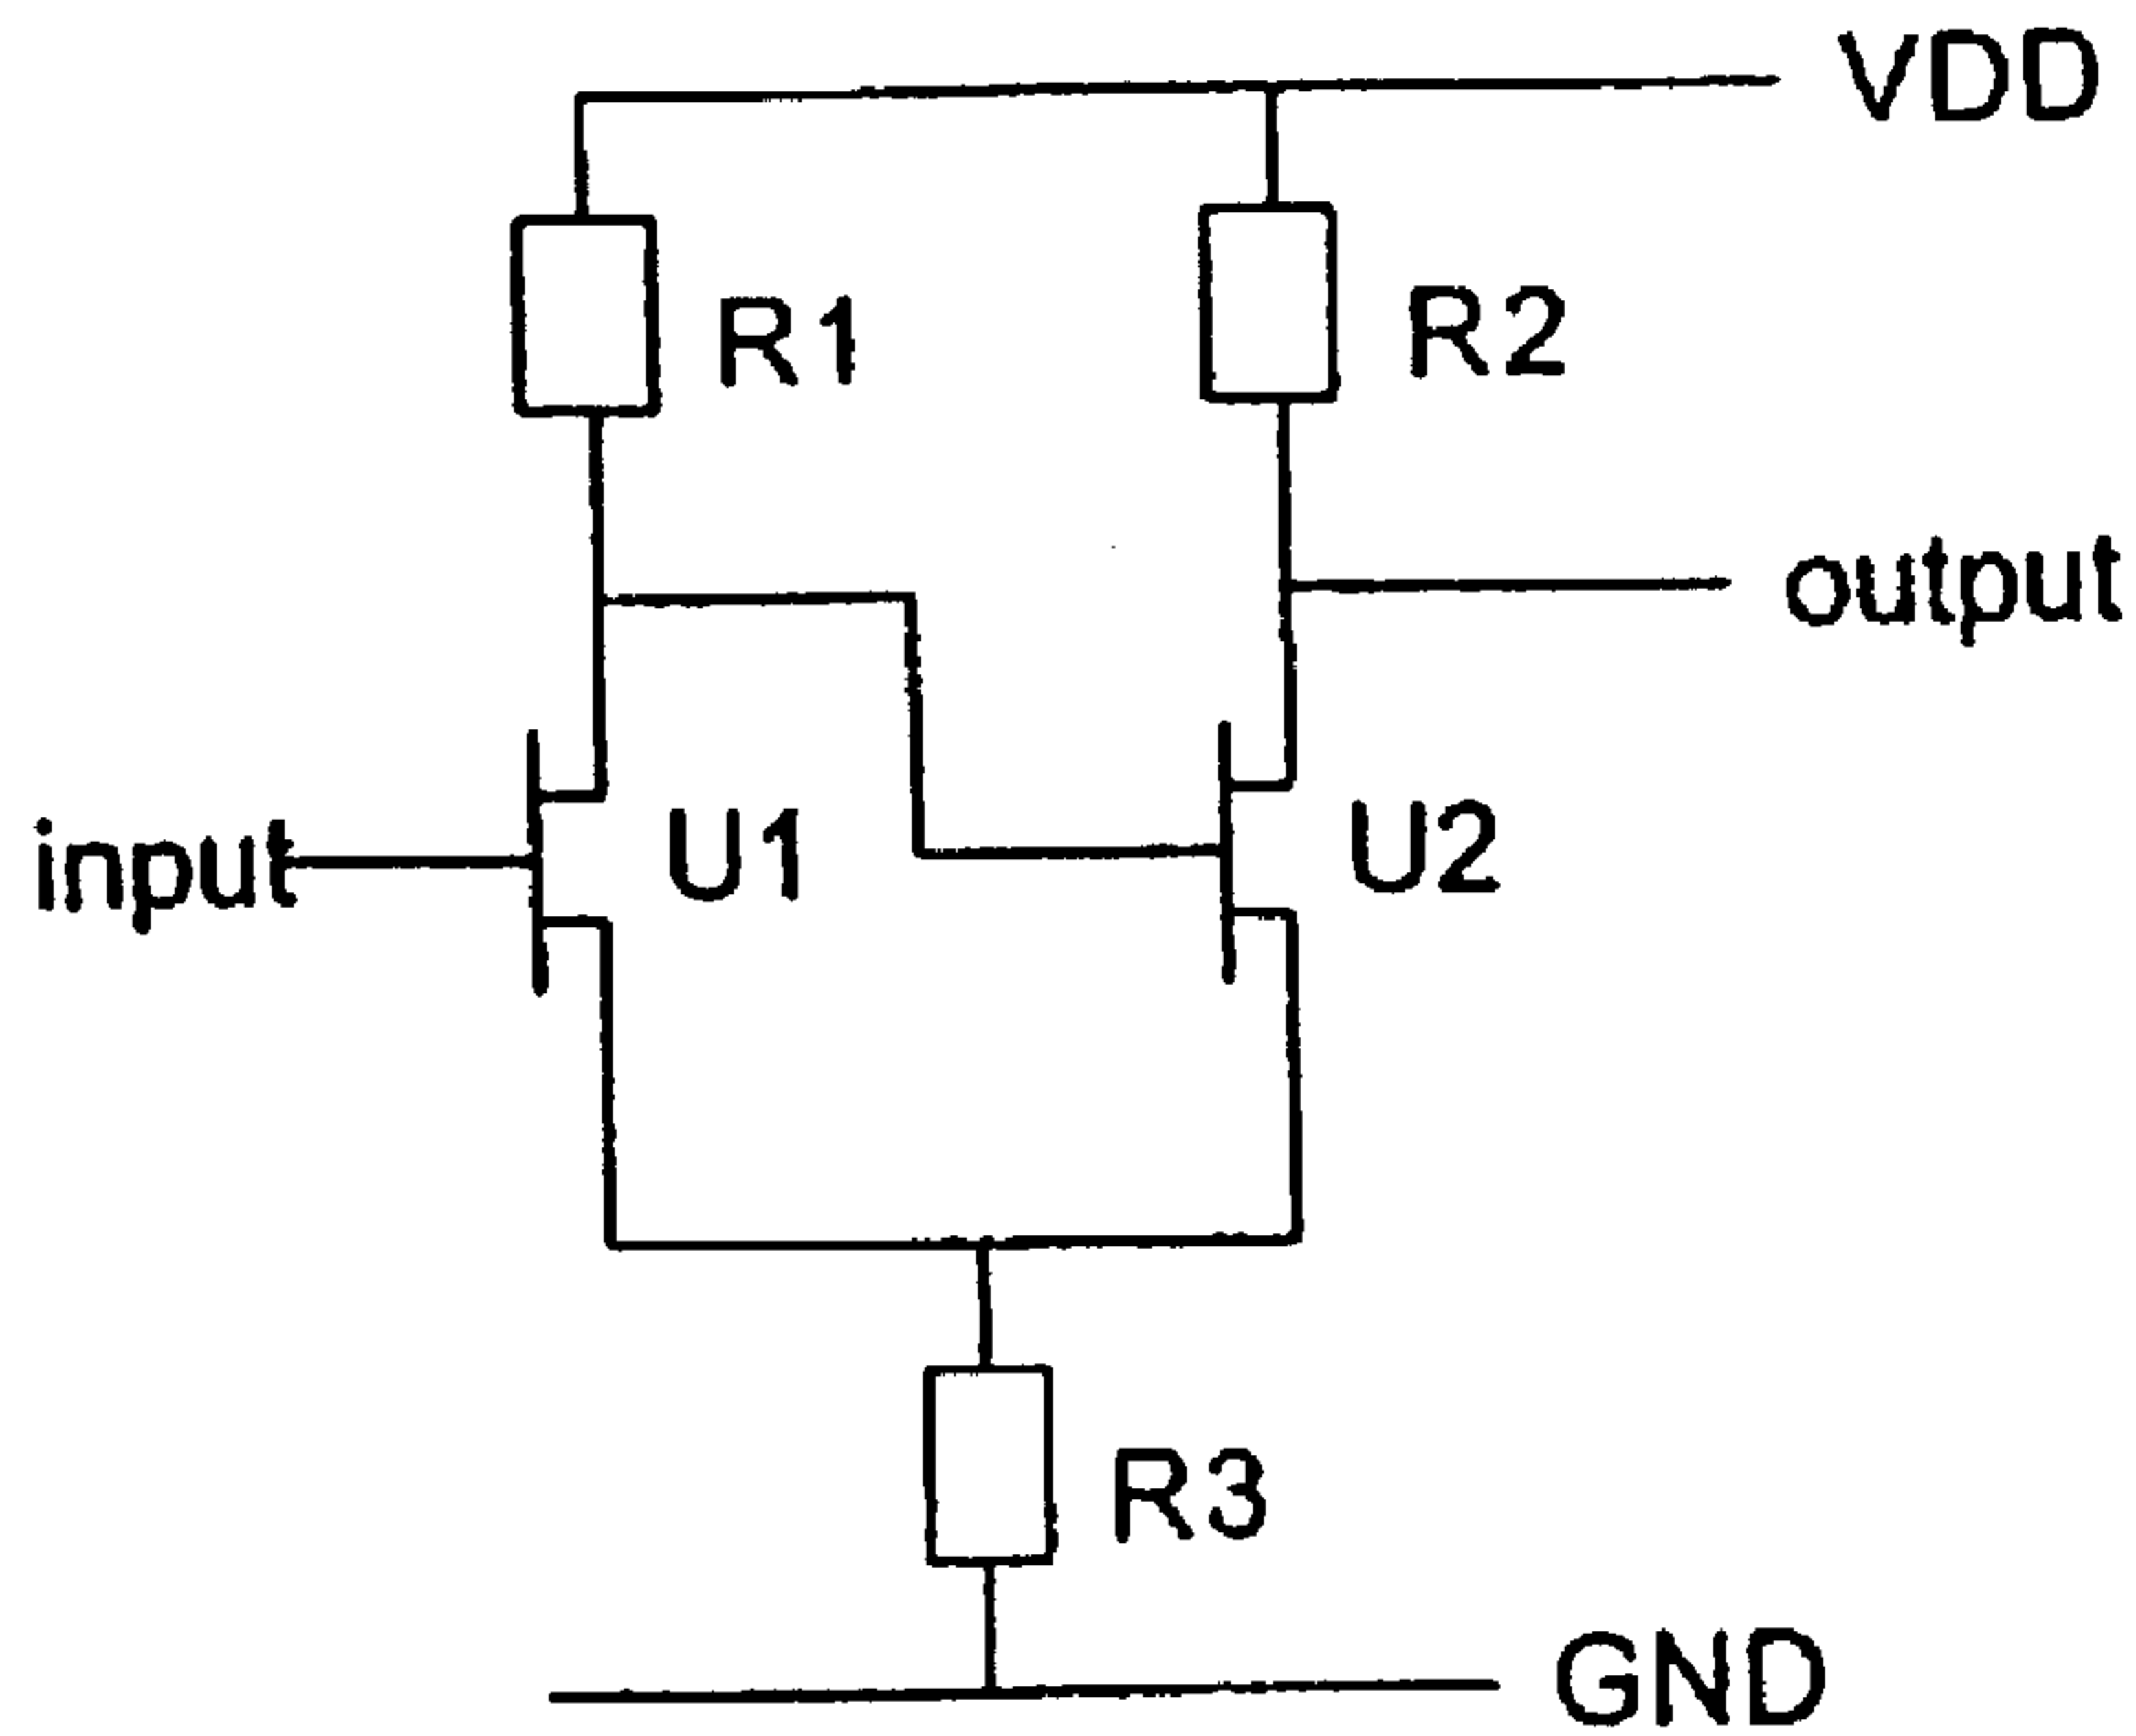 VDD
R1
R2
output
input
U1
U2
R3
GND